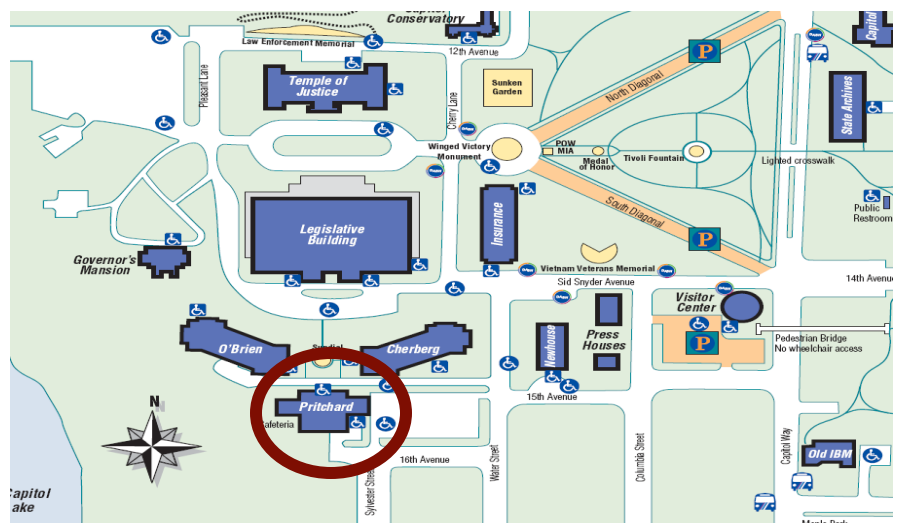 Capitol
Conservatory
Law Enforcement Memorial
12th Avenue
Capitol
Pleasant Lane
Temple of
Justice
Cherry Lane
Sunken
Garden
North Diagonal
P
State Archives
Winged Victory
Monument
POW
MIA
Medal
of Honor
Tivoli Fountain
Lighted crosswalk
Insurance
South Diagonal
P
Public
Restroom
Legislative
Building
Governor's
Mansion
Vietnam Veterans Memorial
Sid Snyder Avenue
14th Avenue
Visitor
Center
P
Pedestrian Bridge
No wheelchair access
O'Brien
Sundial
Cherberg
Newhouse
Press
Houses
Pritchard
Cafeteria
15th Avenue
N
16th Avenue
Sylvester Street
Water Street
Columbia Street
Capitol Way
Old IBM
apitol
ake
Maple Park